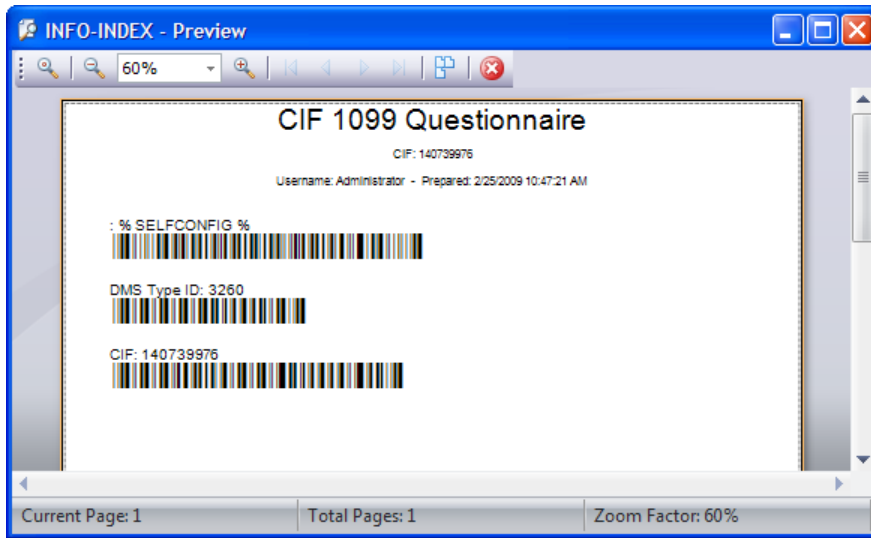 INFO-INDEX - Preview
60%
CIF 1099 Questionnaire
CIF: 140739976
Username: Administrator - Prepared: 2/25/2009 10:47:21 AM
: % SELFCONFIG %
DMS Type ID: 3260
CIF: 140739976
Current Page: 1 Total Pages: 1 Zoom Factor: 60%